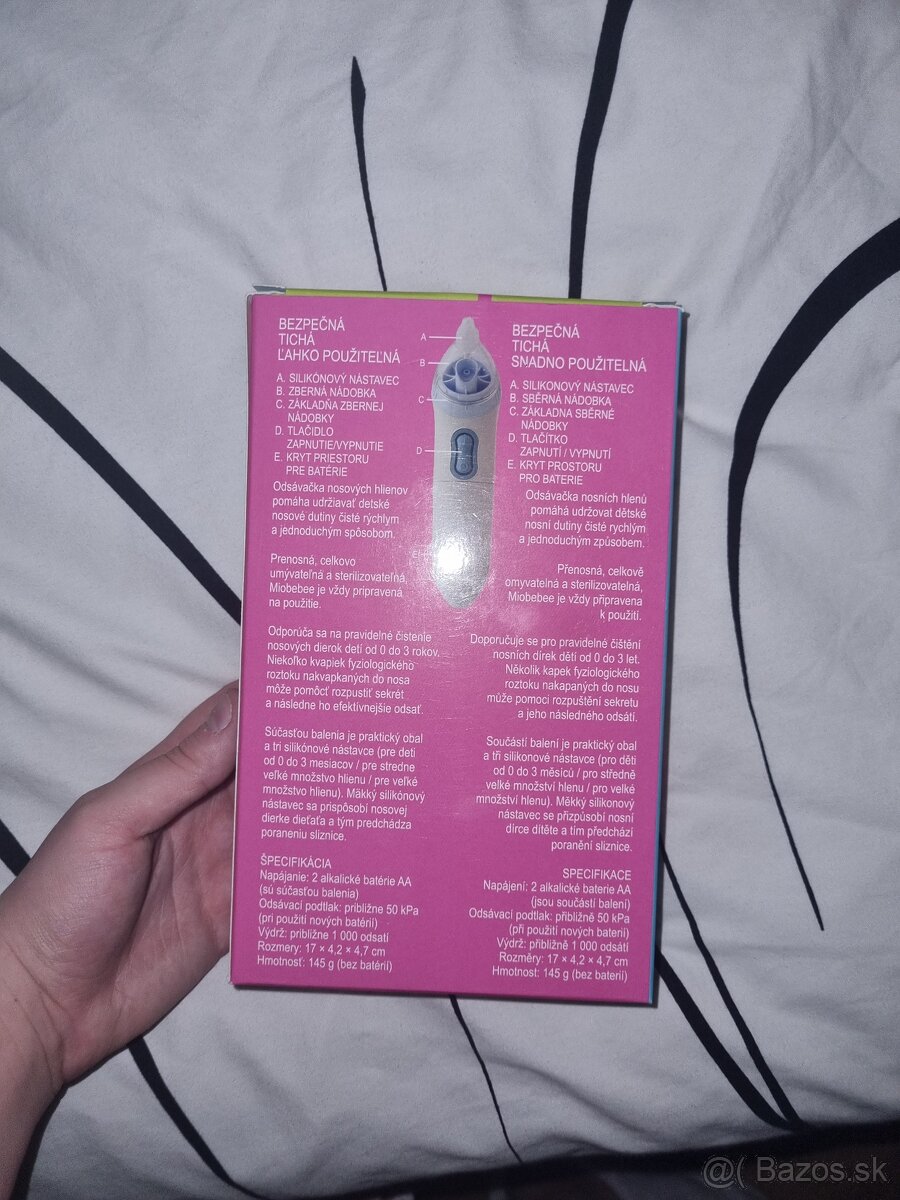 BEZPEČNÁ
TICHÁ
ĽAHKO POUŽITEĽNÁ
A. SILIKÓNOVÝ NÁSTAVEC
B. ZBERNÁ NÁDOBKA
C. ZÁKLADŇA ZBERNEJ
NÁDOBKY
D. TLAČIDLO
ZAPNUTIE/VYPNUTIE
E. KRYT PRIESTORU
PRE BATÉRIE
Odsávačka nosových hlienov
pomáha udržiavať detské
nosové dutiny čisté rýchlym
a jednoduchým spôsobom.
Prenosná, celkovo
umývateľná a sterilizovateľná,
Miobebee je vždy pripravená
na použitie.
Odporúča sa na pravidelné čistenie
nosových dierok detí od 0 do 3 rokov.
Niekoľko kvapiek fyziologického
roztoku nakvapkaných do nosa
môže pomôcť rozpustiť sekrét
a následne ho efektívnejšie odsať.
Súčasťou balenia je praktický obal
a tri silikónové nástavce (pre deti
od 0 do 3 mesiacov / pre stredne
veľké množstvo hlienu / pre veľké
množstvo hlienu). Mäkký silikónový
nástavec sa prispôsobí nosovej
dierke dieťaťa a tým predchádza
poraneniu sliznice.
ŠPECIFIKÁCIA
Napájanie: 2 alkalické batérie AA
(sú súčasťou balenia)
Odsávací podtlak: približne 50 kPa
(pri použití nových batérií)
Výdrž: približne 1 000 odsatí
Rozmery: 17 × 4,2 × 4,7 cm
Hmotnosť: 145 g (bez batérií)
A
B
C
D
E
BEZPEČNÁ
TICHÁ
SNADNO POUŽITELNÁ
A. SILIKONOVÝ NÁSTAVEC
B. SBĚRNÁ NÁDOBKA
C. ZÁKLADNA SBĚRNÉ
NÁDOBKY
D. TLAČÍTKO
ZAPNUTÍ / VYPNUTÍ
E. KRYT PROSTORU
PRO BATERIE
Odsávačka nosních hlenů
pomáhá udržovat dětské
nosní dutiny čisté rychlým
a jednoduchým způsobem.
Přenosná, celkově
omyvatelná a sterilizovatelná,
Miobebee je vždy připravena
k použití.
Doporučuje se pro pravidelné čištění
nosních dírek dětí od 0 do 3 let.
Několik kapek fyziologického
roztoku nakapaných do nosu
může pomoci rozpuštění sekretu
a jeho následného odsátí.
Součástí balení je praktický obal
a tři silikonové nástavce (pro děti
od 0 do 3 měsíců / pro středně
velké množství hlenu / pro velké
množství hlenu). Měkký silikonový
nástavec se přizpůsobí nosní
dírce dítěte a tím předchází
poranění sliznice.
SPECIFIKACE
Napájení: 2 alkalické baterie AA
(jsou součástí balení)
Odsávací podtlak: přibližně 50 kPa
(při použití nových baterií)
Výdrž: přibližně 1 000 odsátí
Rozměry: 17 × 4,2 × 4,7 cm
Hmotnost: 145 g (bez baterií)
@( Bazos.sk